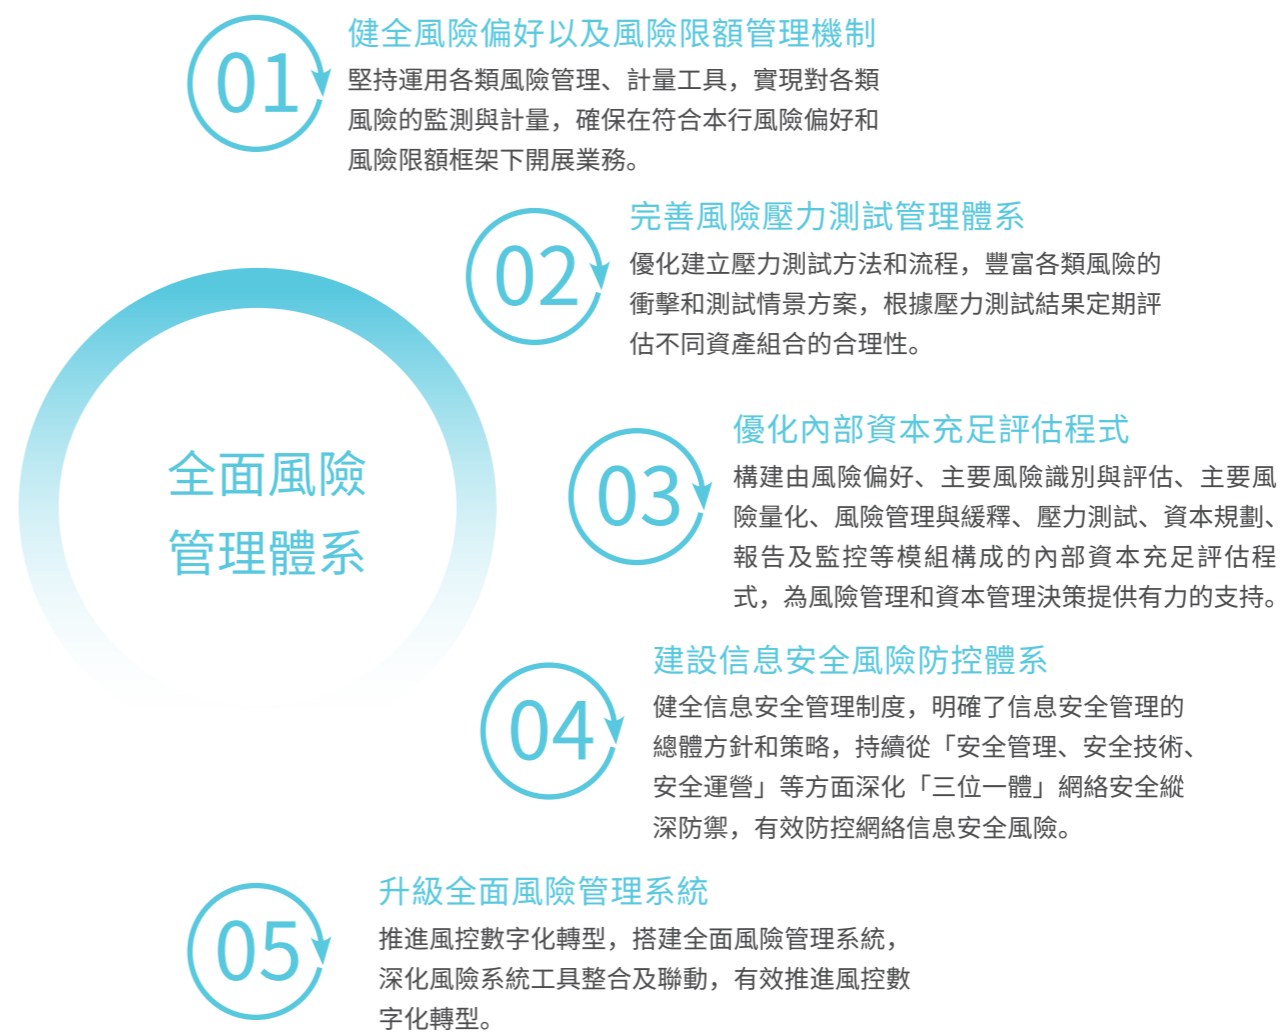 01
健全風險偏好以及風險限額管理機制
堅持運用各類風險管理、計量工具，實現對各類
風險的監測與計量，確保在符合本行風險偏好和
風險限額框架下開展業務。
02
完善風險壓力測試管理體系
優化建立壓力測試方法和流程，豐富各類風險的
衝擊和測試情景方案，根據壓力測試結果定期評
估不同資產組合的合理性。
全面風險
管理體系
03
優化內部資本充足評估程式
構建由風險偏好、主要風險識別與評估、主要風
險量化、風險管理與緩釋、壓力測試、資本規劃、
報告及監控等模組構成的內部資本充足評估程
式，為風險管理和資本管理決策提供有力的支持。
04
建設信息安全風險防控體系
健全信息安全管理制度，明確了信息安全管理的
總體方針和策略，持續從「安全管理、安全技術、
安全運營」等方面深化「三位一體」網絡安全縱
深防禦，有效防控網絡信息安全風險。
05
升級全面風險管理系統
推進風控數字化轉型，搭建全面風險管理系統，
深化風險系統工具整合及聯動，有效推進風控數
字化轉型。